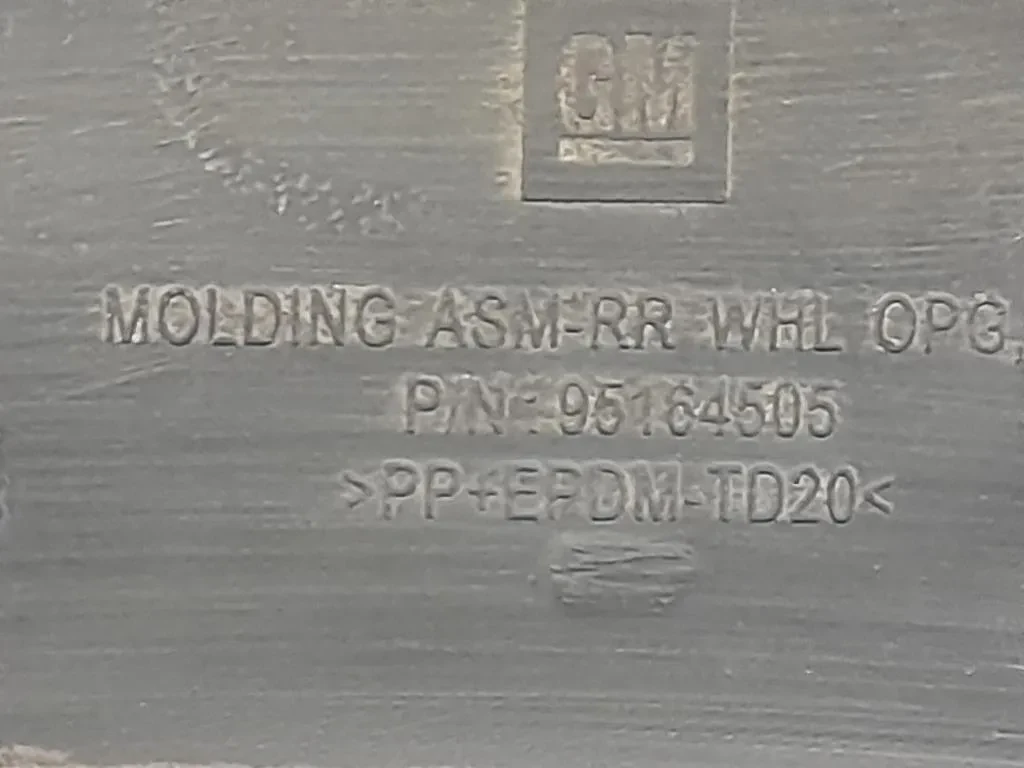 GM
MOLDING ASM-RR WHL OPG,
P/N : 95164505
>PP+EPDM-TD20<